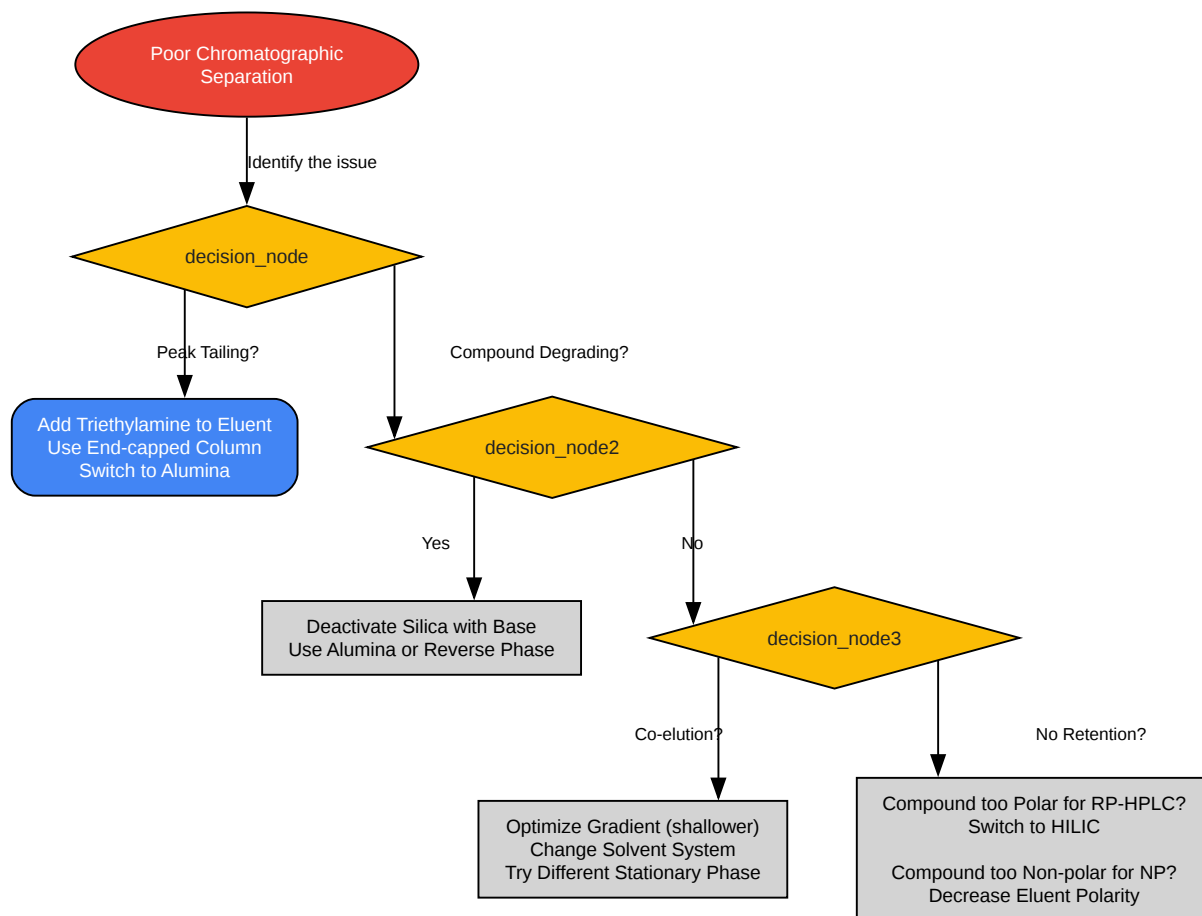 Poor Chromatographic
Separation
Identify the issue
decision_node
Peak Tailing?
Compound Degrading?
Add Triethylamine to Eluent
Use End-capped Column
Switch to Alumina
decision_node2
Yes
No
Deactivate Silica with Base
Use Alumina or Reverse Phase
decision_node3
Co-elution?
No Retention?
Optimize Gradient (shallower)
Change Solvent System
Try Different Stationary Phase
Compound too Polar for RP-HPLC?
Switch to HILIC
Compound too Non-polar for NP?
Decrease Eluent Polarity